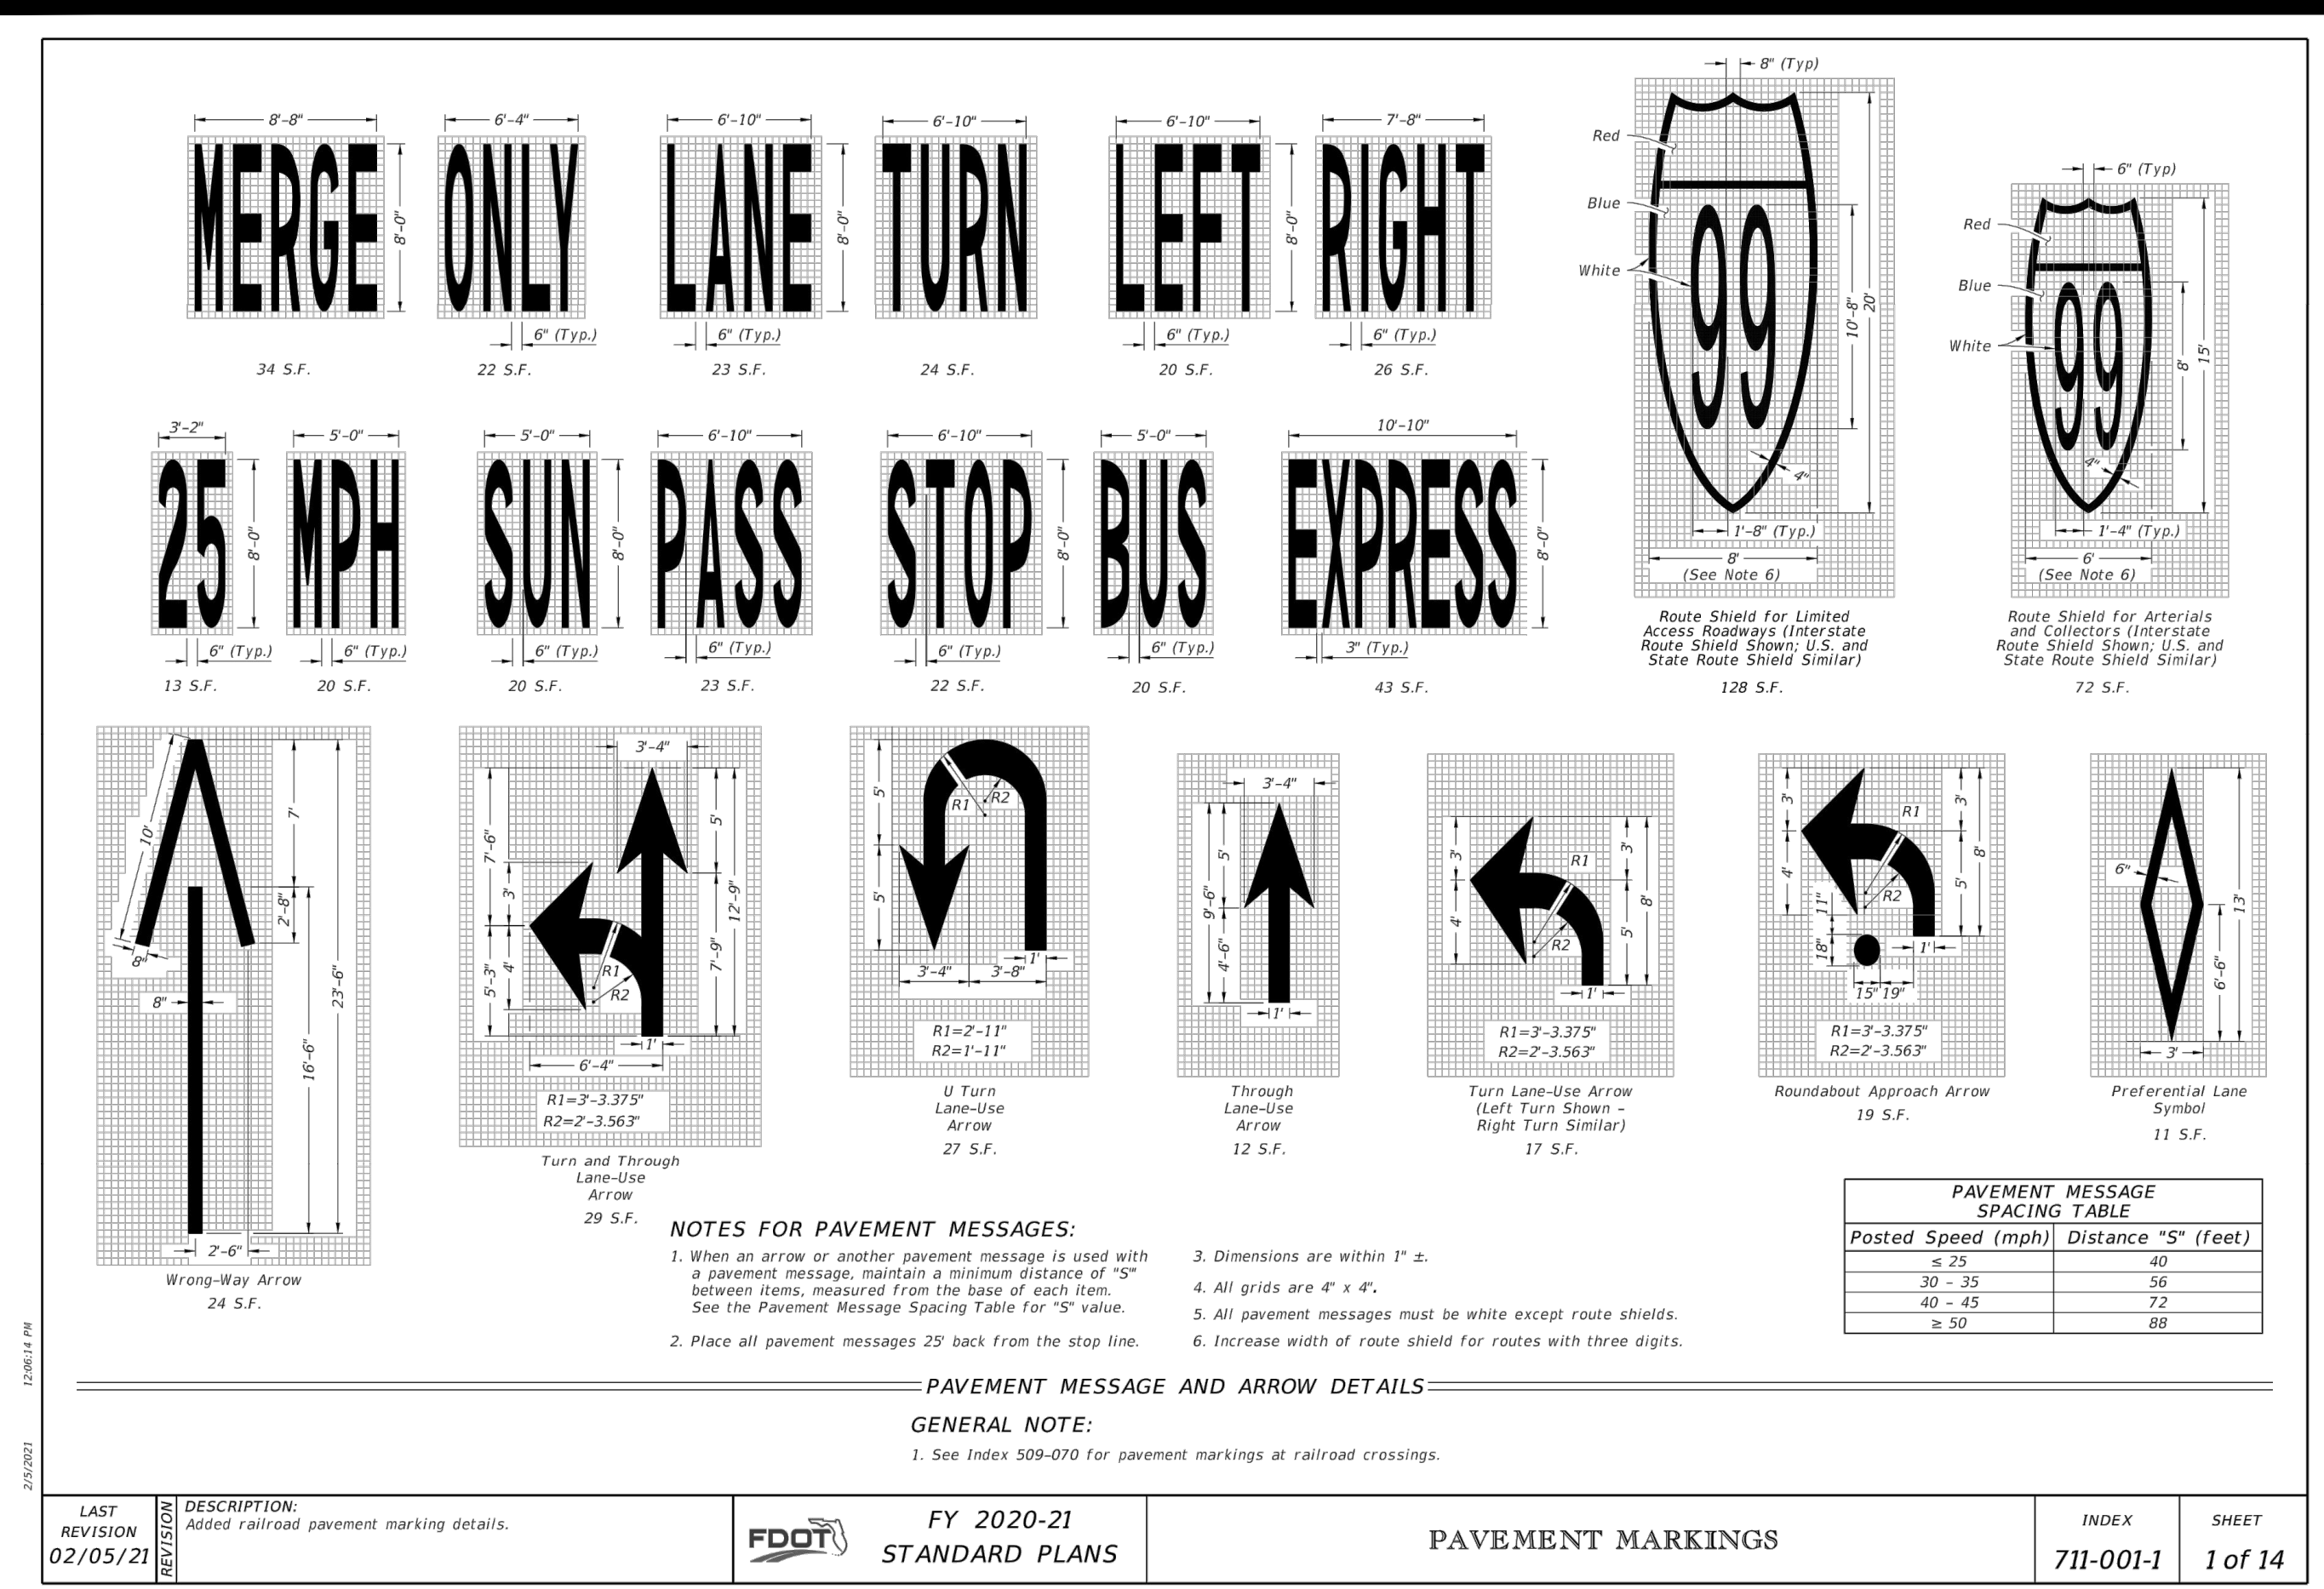 8'-8"
6'-4"
6'-10"
6'-10"
6'-10"
7'-8"
8" (Typ)
MERGE
ONLY
LANE
TURN
LEFT
RIGHT
8'-0"
8'-0"
8'-0"
6" (Typ.)
6" (Typ.)
6" (Typ.)
6" (Typ.)
34 S.F.
22 S.F.
23 S.F.
24 S.F.
20 S.F.
26 S.F.
Red
Blue
White
99
10'-8"
20'
4"
1'-8" (Typ.)
8'
(See Note 6)
Route Shield for Limited
Access Roadways (Interstate
Route Shield Shown; U.S. and
State Route Shield Similar)
128 S.F.
6" (Typ)
Red
Blue
White
99
8'
15'
4"
1'-4" (Typ.)
6'
(See Note 6)
Route Shield for Arterials
and Collectors (Interstate
Route Shield Shown; U.S. and
State Route Shield Similar)
72 S.F.
3'-2"
5'-0"
5'-0"
6'-10"
6'-10"
5'-0"
10'-10"
25
MPH
SUN
PASS
STOP
BUS
EXPRESS
8'-0"
8'-0"
8'-0"
8'-0"
6" (Typ.)
6" (Typ.)
6" (Typ.)
6" (Typ.)
6" (Typ.)
6" (Typ.)
3" (Typ.)
13 S.F.
20 S.F.
20 S.F.
23 S.F.
22 S.F.
20 S.F.
43 S.F.
10'
7'
2'-8"
8"
8"
23'-6"
16'-6"
2'-6"
Wrong-Way Arrow
24 S.F.
3'-4"
7'-6"
3'
5'
12'-9"
5'-3"
4'
7'-9"
R1
R2
1'
6'-4"
R1=3'-3.375"
R2=2'-3.563"
Turn and Through
Lane-Use
Arrow
29 S.F.
5'
5'
R1
R2
1'
3'-4"
3'-8"
R1=2'-11"
R2=1'-11"
U Turn
Lane-Use
Arrow
27 S.F.
3'-4"
5'
9'-6"
4'-6"
1'
Through
Lane-Use
Arrow
12 S.F.
3'
4'
R1
R2
3'
5'
8'
1'
R1=3'-3.375"
R2=2'-3.563"
Turn Lane-Use Arrow
(Left Turn Shown -
Right Turn Similar)
17 S.F.
3'
4'
11"
18"
R1
R2
3'
5'
8'
1'
15"
19"
R1=3'-3.375"
R2=2'-3.563"
Roundabout Approach Arrow
19 S.F.
6"
13'
6'-6"
3'
Preferential Lane
Symbol
11 S.F.
NOTES FOR PAVEMENT MESSAGES:
1. When an arrow or another pavement message is used with
a pavement message, maintain a minimum distance of "S"
between items, measured from the base of each item.
See the Pavement Message Spacing Table for "S" value.
2. Place all pavement messages 25' back from the stop line.
3. Dimensions are within 1" ±.
4. All grids are 4" x 4".
5. All pavement messages must be white except route shields.
6. Increase width of route shield for routes with three digits.
PAVEMENT MESSAGE
SPACING TABLE
Posted Speed (mph) Distance "S" (feet)
≤ 25 40
30 - 35 56
40 - 45 72
≥ 50 88
PAVEMENT MESSAGE AND ARROW DETAILS
GENERAL NOTE:
1. See Index 509-070 for pavement markings at railroad crossings.
2/5/2021 12:06:14 PM
LAST
REVISION
02/05/21
REVISION
DESCRIPTION:
Added railroad pavement marking details.
FDOT
FY 2020-21
STANDARD PLANS
PAVEMENT MARKINGS
INDEX
711-001-1
SHEET
1 of 14